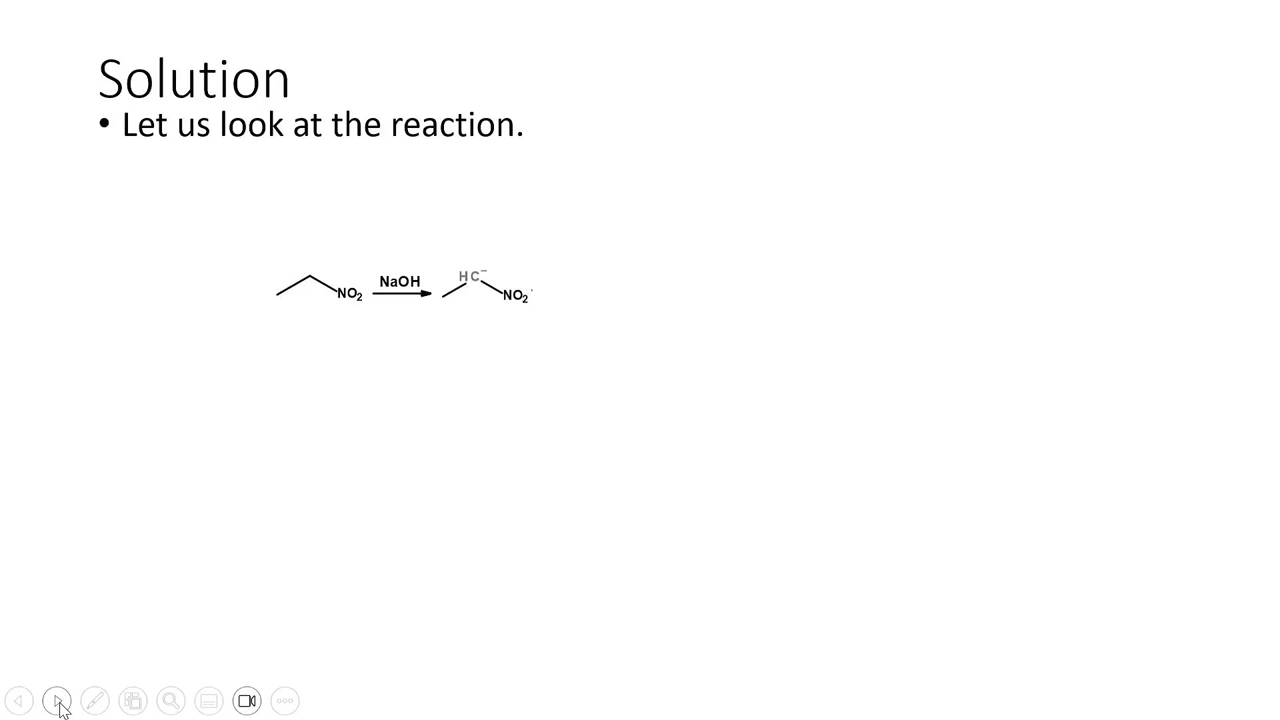 Solution
• Let us look at the reaction.
NO₂ NaOH HC⁻ NO₂